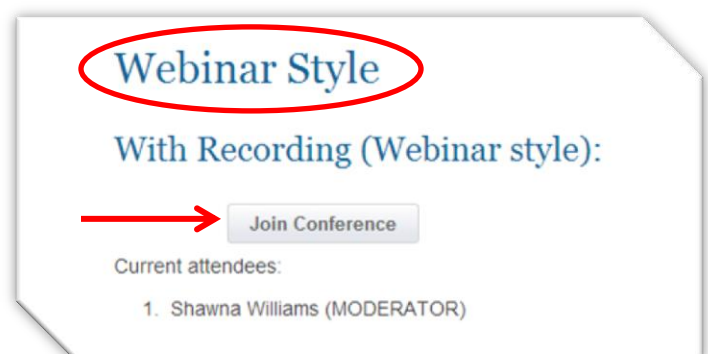 Webinar Style
With Recording (Webinar style):
Join Conference
Current attendees:
1. Shawna Williams (MODERATOR)